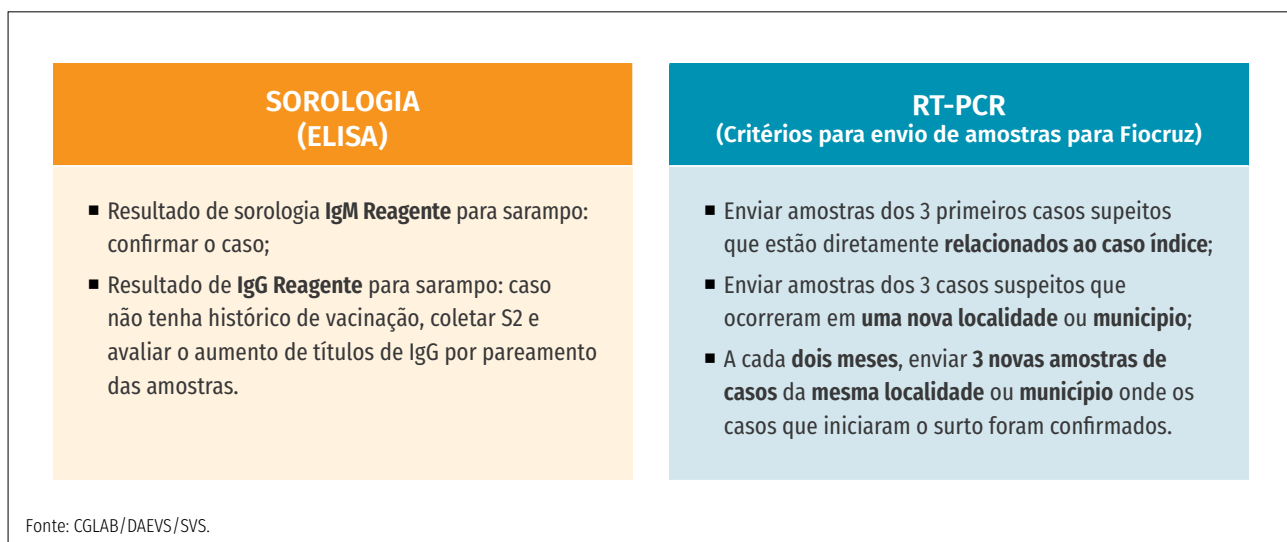 SOROLOGIA
(ELISA)
▪ Resultado de sorologia IgM Reagente para sarampo:
confirmar o caso;
▪ Resultado de IgG Reagente para sarampo: caso
não tenha histórico de vacinação, coletar S2 e
avaliar o aumento de títulos de IgG por pareamento
das amostras.
RT-PCR
(Critérios para envio de amostras para Fiocruz)
▪ Enviar amostras dos 3 primeiros casos supeitos
que estão diretamente relacionados ao caso índice;
▪ Enviar amostras dos 3 casos suspeitos que
ocorreram em uma nova localidade ou municipio;
▪ A cada dois meses, enviar 3 novas amostras de
casos da mesma localidade ou município onde os
casos que iniciaram o surto foram confirmados.
Fonte: CGLAB/DAEVS/SVS.